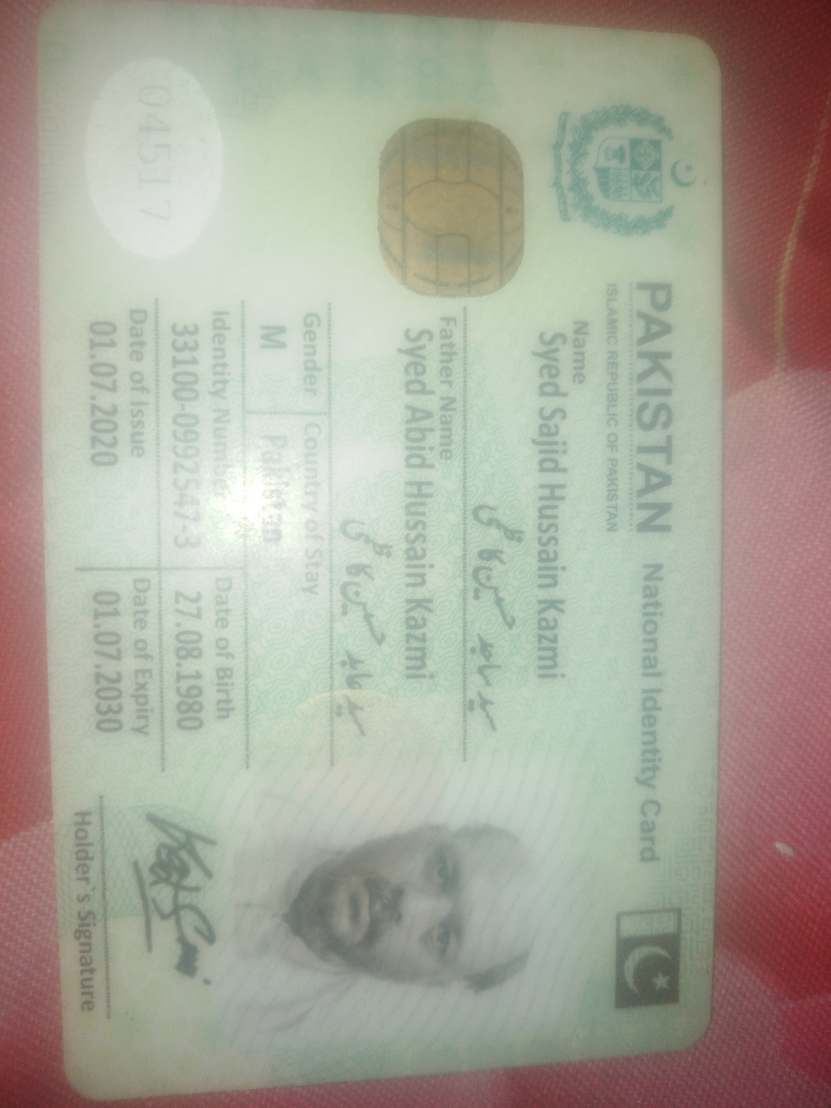 PAKISTAN National Identity Card
ISLAMIC REPUBLIC OF PAKISTAN
Name
Syed Sajid Hussain Kazmi
سید ساجد حسین کاظمی
Father Name
Syed Abid Hussain Kazmi
سید عابد حسین کاظمی
Gender Country of Stay
M Pakistan
Identity Number Date of Birth
33100-0992547-3 27.08.1980
Date of Issue Date of Expiry
01.07.2020 01.07.2030
Holder's Signature
04517